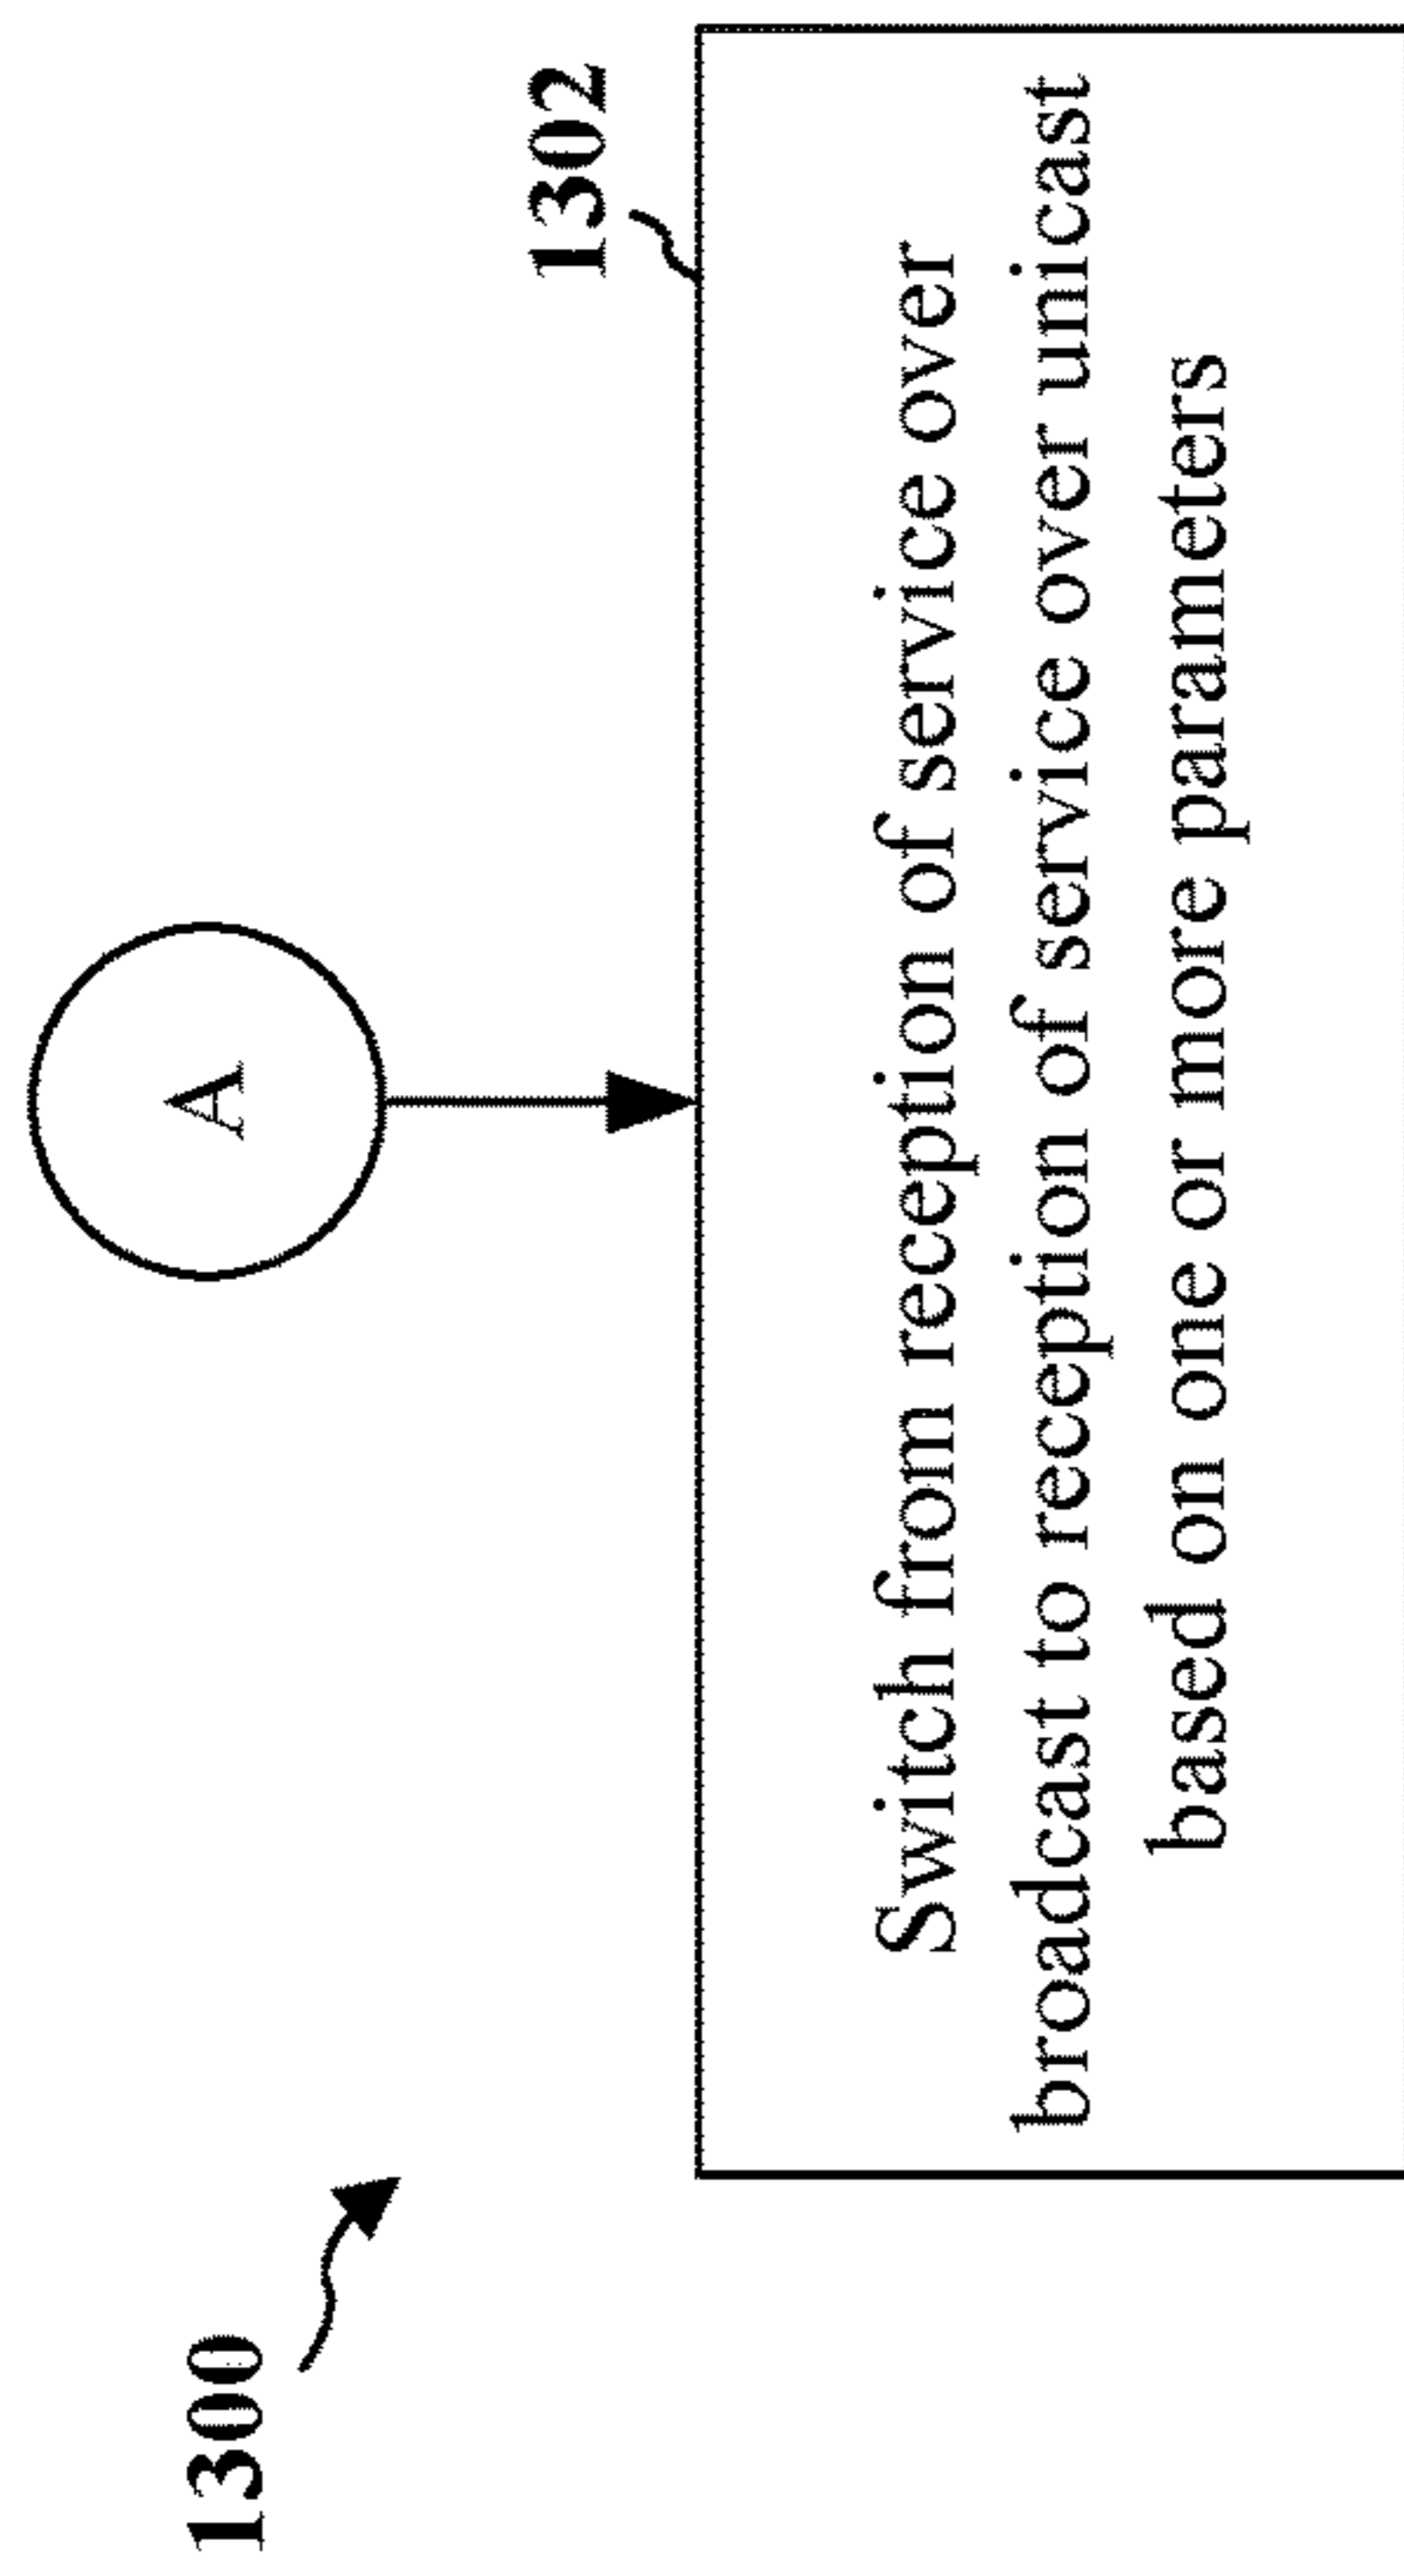 1300
A
1302
Switch from reception of service over
broadcast to reception of service over unicast
based on one or more parameters